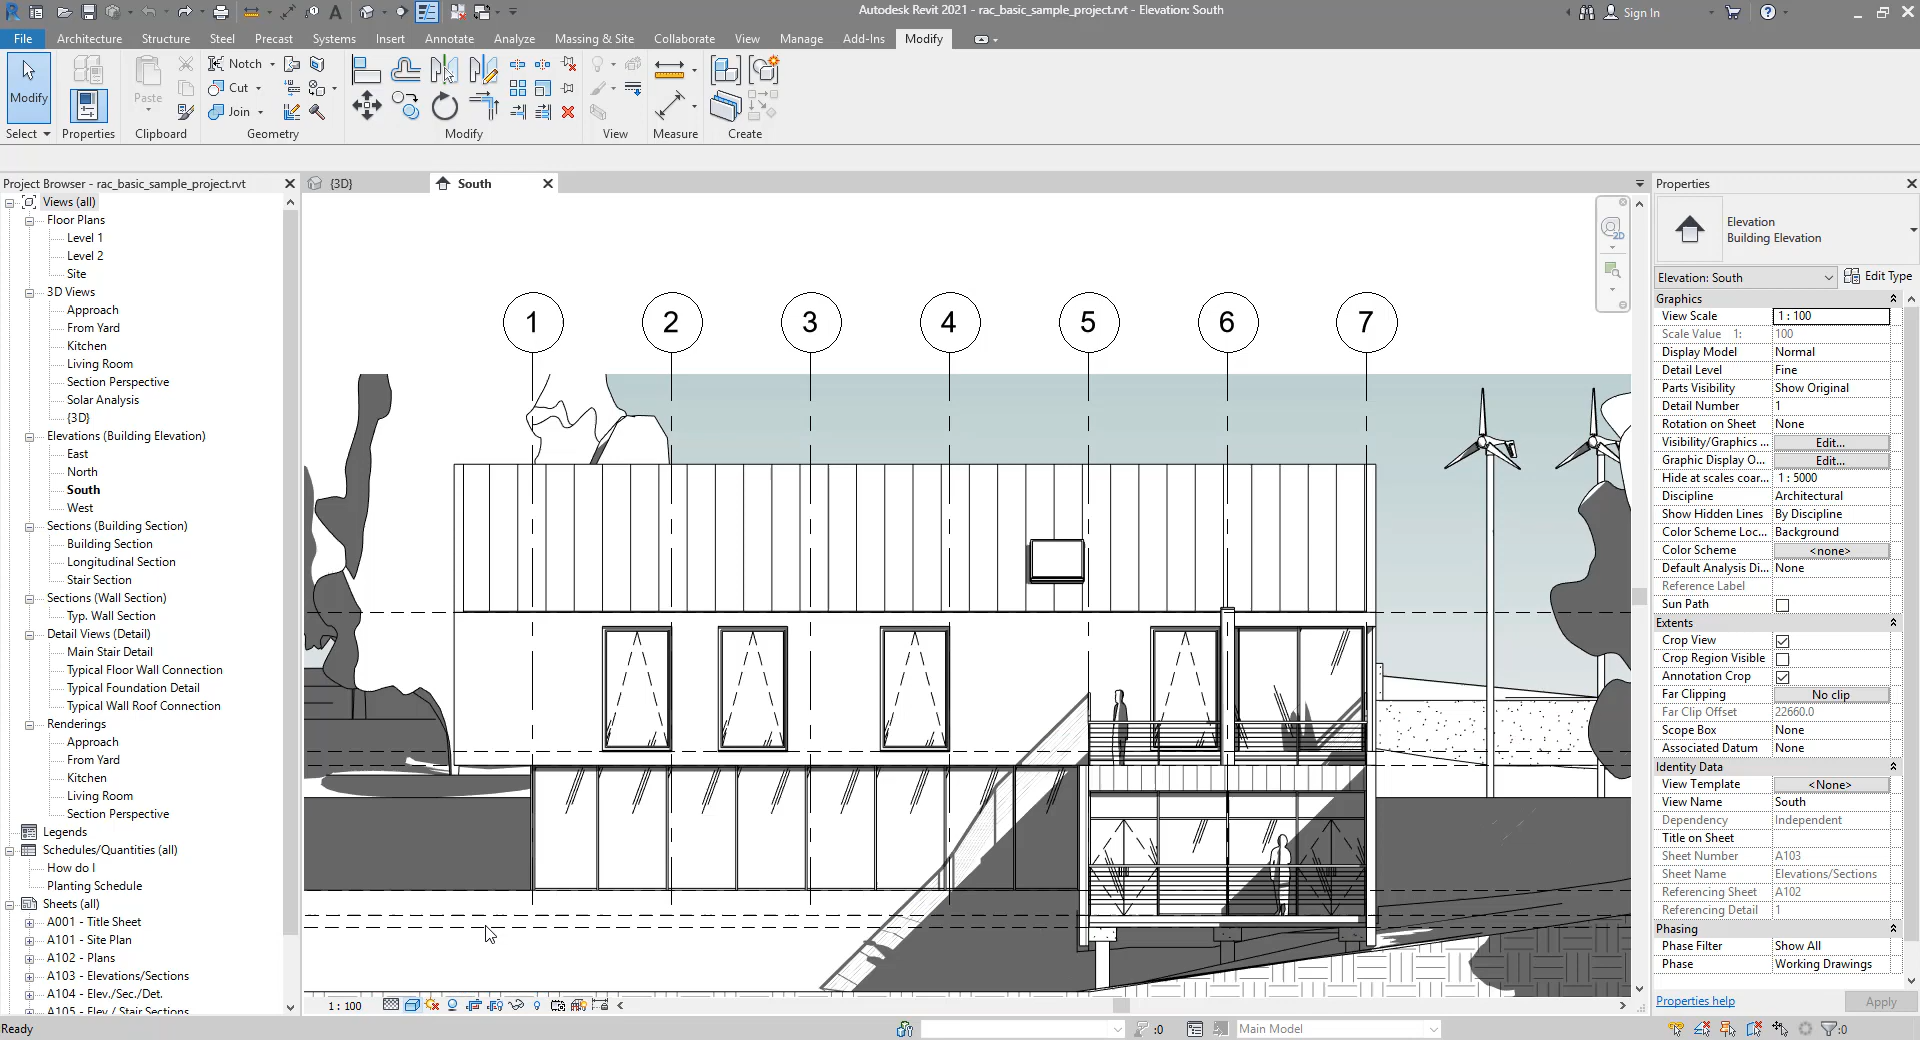 Autodesk Revit 2021 - rac_basic_sample_project.rvt - Elevation: South
Sign In
File Architecture Structure Steel Precast Systems Insert Annotate Analyze Massing & Site Collaborate View Manage Add-Ins Modify
Modify
Paste
Notch
Cut
Join
Select Properties Clipboard Geometry Modify View Measure Create
Project Browser - rac_basic_sample_project.rvt
Views (all)
Floor Plans
Level 1
Level 2
Site
3D Views
Approach
From Yard
Kitchen
Living Room
Section Perspective
Solar Analysis
{3D}
Elevations (Building Elevation)
East
North
South
West
Sections (Building Section)
Building Section
Longitudinal Section
Stair Section
Sections (Wall Section)
Typ. Wall Section
Detail Views (Detail)
Main Stair Detail
Typical Floor Wall Connection
Typical Foundation Detail
Typical Wall Roof Connection
Renderings
Approach
From Yard
Kitchen
Living Room
Section Perspective
Legends
Schedules/Quantities (all)
How do I
Planting Schedule
Sheets (all)
A001 - Title Sheet
A101 - Site Plan
A102 - Plans
A103 - Elevations/Sections
A104 - Elev./Sec./Det.
A105 - Elev./ Stair Sections
{3D} South
2D
1 2 3 4 5 6 7
1 : 100
Properties
Elevation
Building Elevation
Elevation: South Edit Type
Graphics
View Scale 1 : 100
Scale Value 1: 100
Display Model Normal
Detail Level Fine
Parts Visibility Show Original
Detail Number 1
Rotation on Sheet None
Visibility/Graphics ... Edit...
Graphic Display O... Edit...
Hide at scales coar... 1 : 5000
Discipline Architectural
Show Hidden Lines By Discipline
Color Scheme Loc... Background
Color Scheme <none>
Default Analysis Di... None
Reference Label
Sun Path
Extents
Crop View
Crop Region Visible
Annotation Crop
Far Clipping No clip
Far Clip Offset 22660.0
Scope Box None
Associated Datum None
Identity Data
View Template <None>
View Name South
Dependency Independent
Title on Sheet
Sheet Number A103
Sheet Name Elevations/Sections
Referencing Sheet A102
Referencing Detail 1
Phasing
Phase Filter Show All
Phase Working Drawings
Properties help Apply
Ready :0 Main Model :0